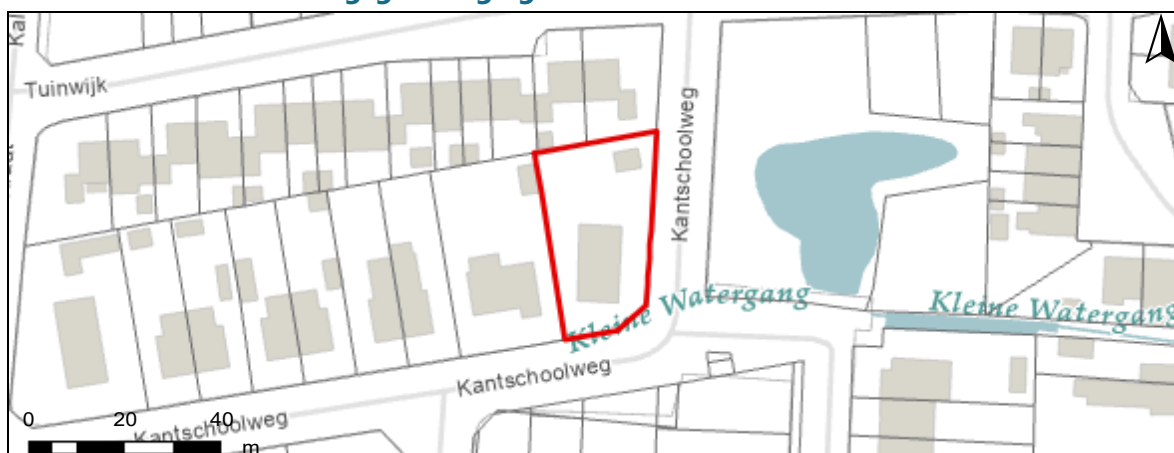 Tuinwijk
Kantschoolweg
Kleine Watergang
Kleine Watergang
Kantschoolweg
Kantschoolweg
0 20 40
m